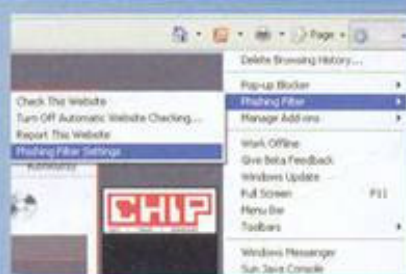 Page
Delete Browsing History...
Pop-up Blocker
Phishing Filter
Manage Add-ons
Work Offline
Give Beta Feedback
Windows Update
Full Screen F11
Menu Bar
Toolbars
Windows Messenger
Sun Java Console
Check This Website
Turn Off Automatic Website Checking...
Report This Website
Phishing Filter Settings
CHIP